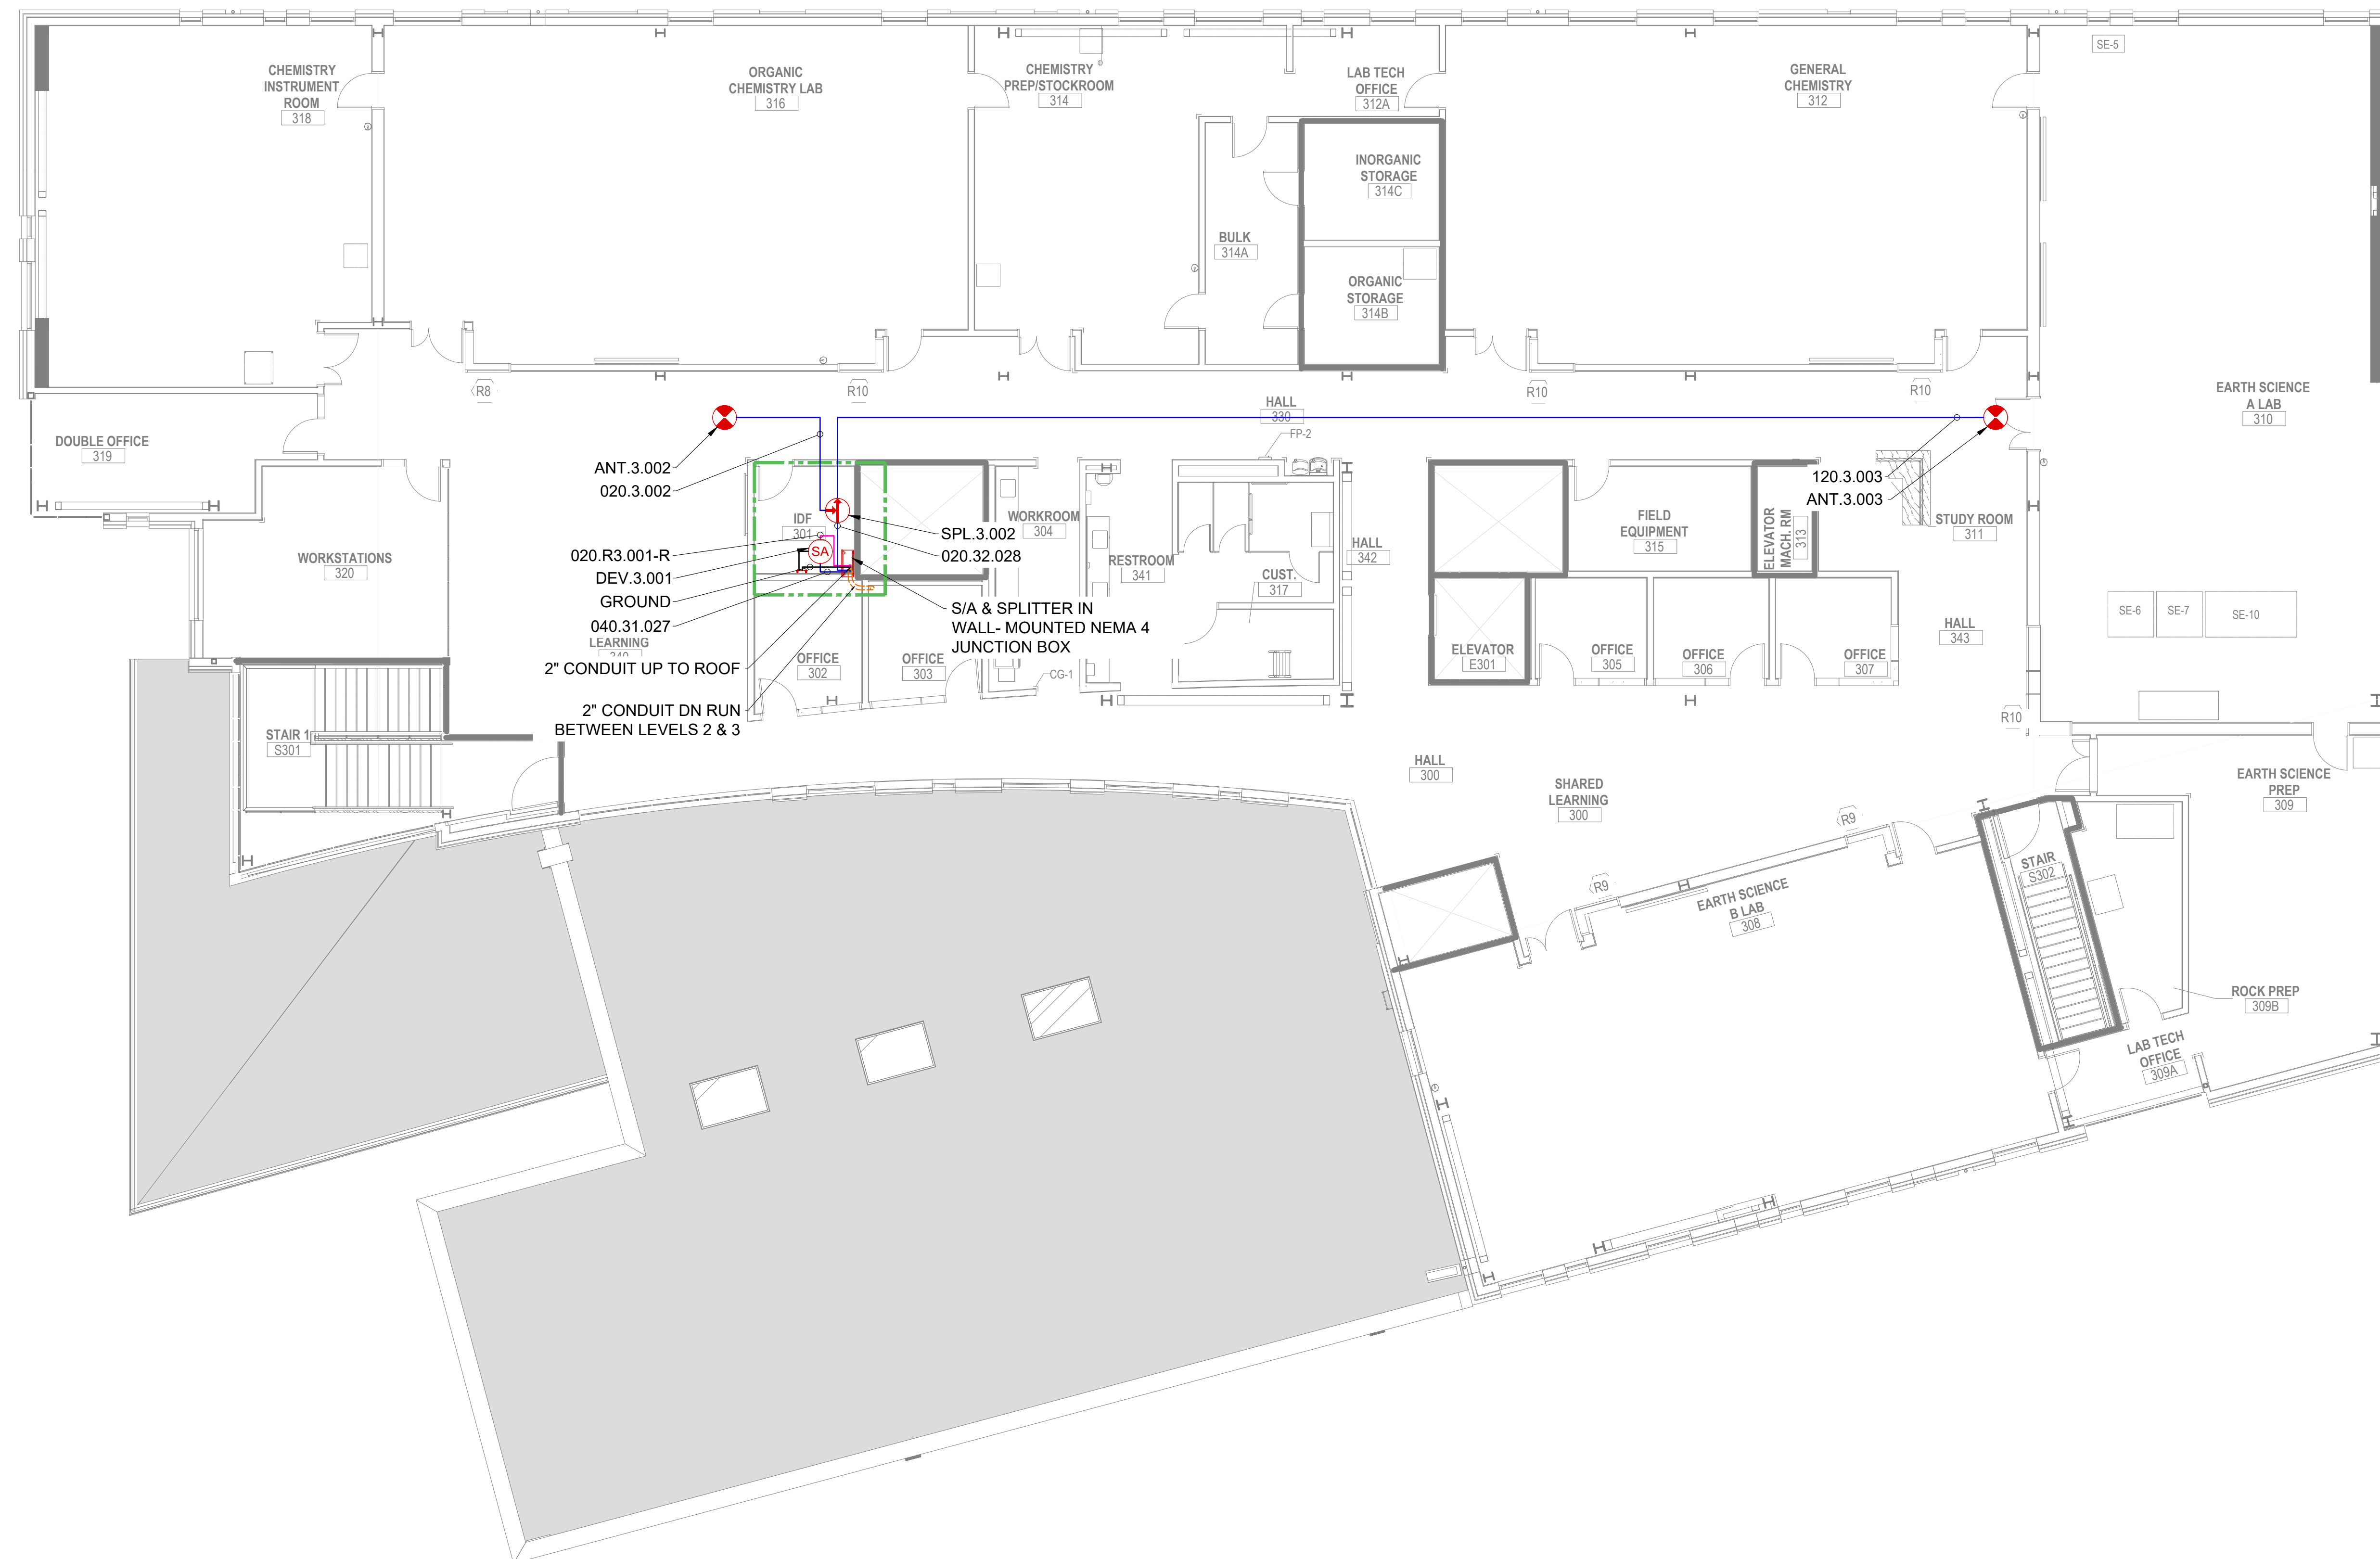 CHEMISTRY
INSTRUMENT
ROOM
318
ORGANIC
CHEMISTRY LAB
316
CHEMISTRY
PREP/STOCKROOM
314
LAB TECH
OFFICE
312A
GENERAL
CHEMISTRY
312
SE-5
INORGANIC
STORAGE
314C
BULK
314A
ORGANIC
STORAGE
314B
R8
R10
R10
R10
HALL
330
FP-2
EARTH SCIENCE
A LAB
310
DOUBLE OFFICE
319
ANT.3.002
020.3.002
120.3.003
ANT.3.003
IDF
301
SPL.3.002
020.32.028
WORKROOM
304
RESTROOM
341
HALL
342
CUST.
317
FIELD
EQUIPMENT
315
ELEVATOR
MACH. RM
313
STUDY ROOM
311
WORKSTATIONS
320
020.R3.001-R
SA
DEV.3.001
GROUND
040.31.027
S/A & SPLITTER IN
WALL- MOUNTED NEMA 4
JUNCTION BOX
LEARNING
340
2" CONDUIT UP TO ROOF
2" CONDUIT DN RUN
BETWEEN LEVELS 2 & 3
OFFICE
302
OFFICE
303
CG-1
ELEVATOR
E301
OFFICE
305
OFFICE
306
OFFICE
307
HALL
343
SE-6
SE-7
SE-10
R10
STAIR 1
S301
HALL
300
SHARED
LEARNING
300
EARTH SCIENCE
PREP
309
R9
R9
STAIR
S302
EARTH SCIENCE
B LAB
308
ROCK PREP
309B
LAB TECH
OFFICE
309A